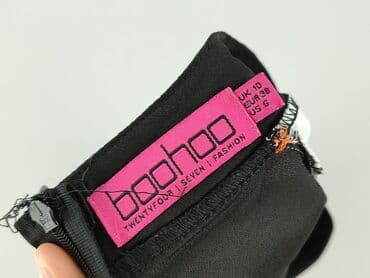 boohoo
TWENTYFOUR | SEVEN | FASHION
UK 10
EUR 38
US 6